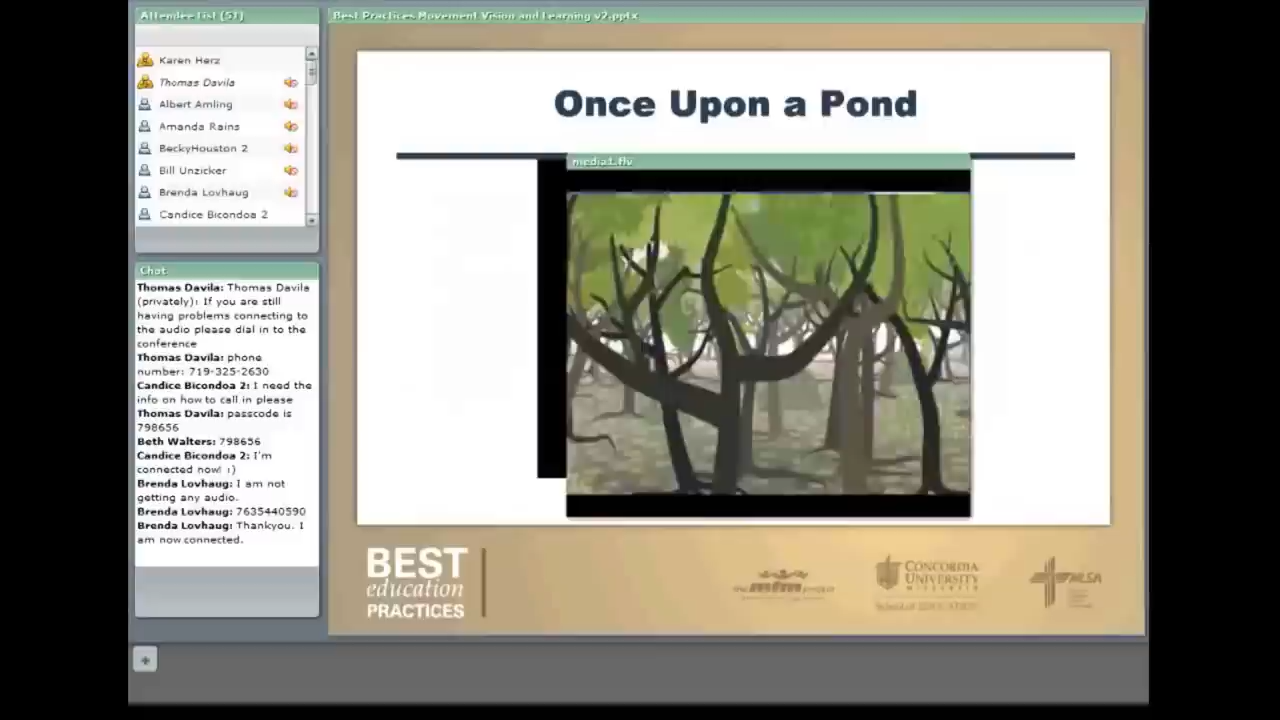 Attendee List (51)
Karen Herz
Thomas Davila
Albert Amling
Amanda Rains
BeckyHouston 2
Bill Unzicker
Brenda Lovhaug
Candice Bicondoa 2
Chat
Thomas Davila: Thomas Davila
(privately): If you are still
having problems connecting to
the audio please dial in to the
conference
Thomas Davila: phone
number: 719-325-2630
Candice Bicondoa 2: I need the
info on how to call in please
Thomas Davila: passcode is
798656
Beth Walters: 798656
Candice Bicondoa 2: I'm
connected now! :)
Brenda Lovhaug: I am not
getting any audio.
Brenda Lovhaug: 7635440590
Brenda Lovhaug: Thankyou. I
am now connected.
Best Practices Movement Vision and Learning v2.pptx
Once Upon a Pond
media1.flv
BEST
education
PRACTICES
the mfm project
CONCORDIA
UNIVERSITY
WISCONSIN
MLSA